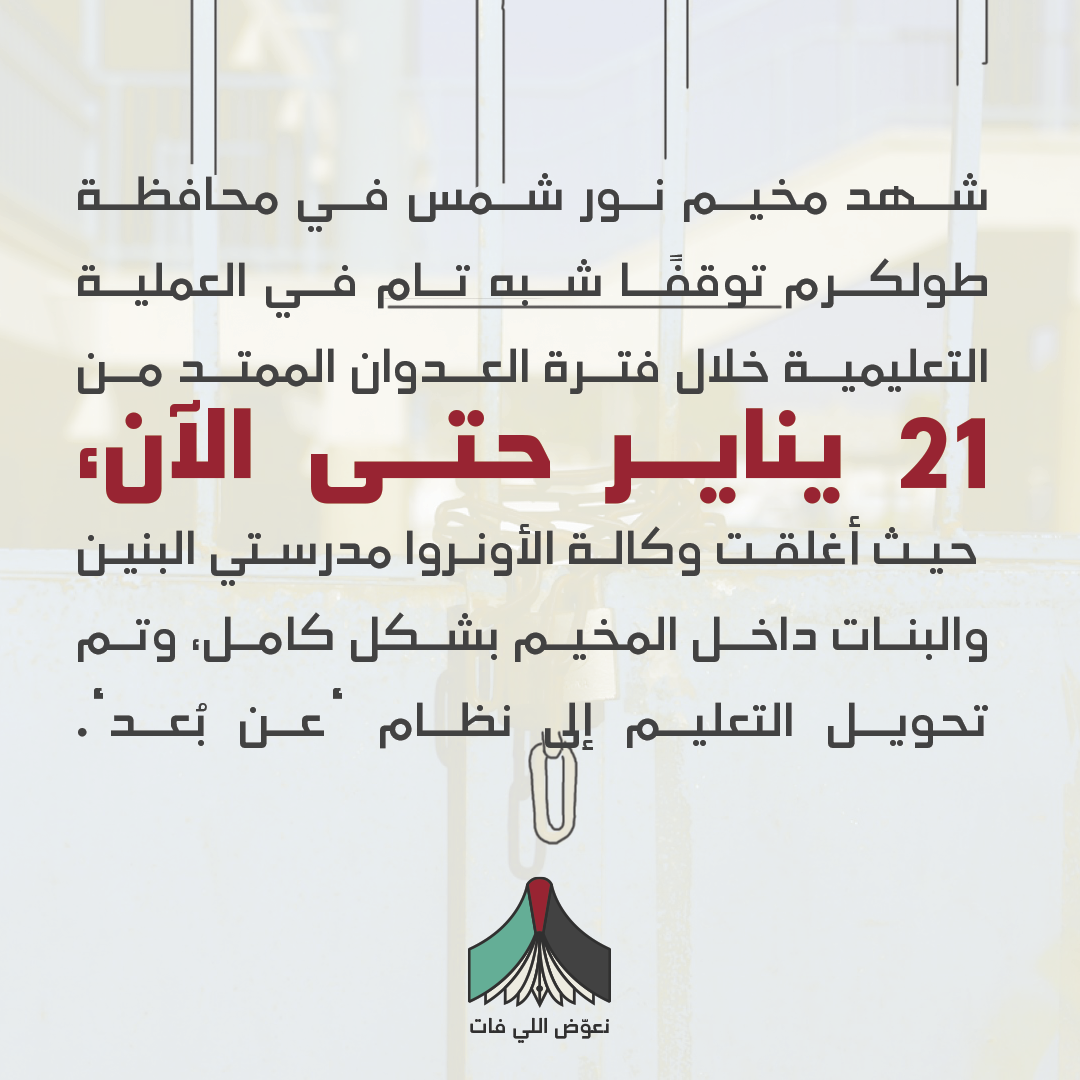 شهد مخيم نور شمس في محافظة
طولكرم توقفًا شبه تام في العملية
التعليمية خلال فترة العدوان الممتد من
21 يناير حتى الآن،
حيث أغلقت وكالة الأونروا مدرستي البنين
والبنات داخل المخيم بشكل كامل، وتم
تحويل التعليم إلى نظام "عن بُعد".
نعوّض اللي فات